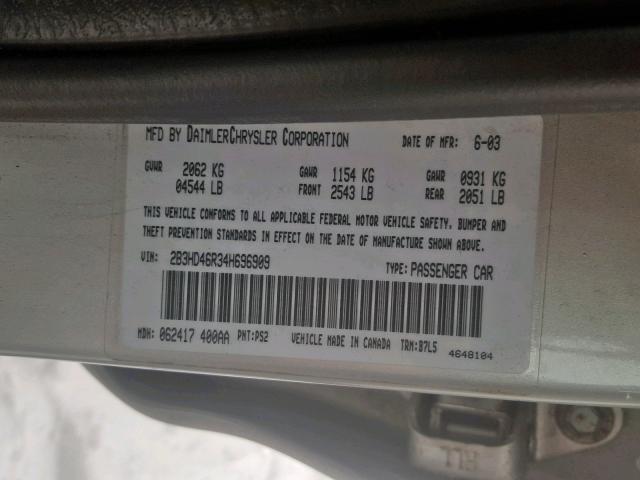 MFD BY DAIMLERCHRYSLER CORPORATION DATE OF MFR: 6-03
GVWR 2062 KG GAWR 1154 KG GAWR 0931 KG
04544 LB FRONT 2543 LB REAR 2051 LB
THIS VEHICLE CONFORMS TO ALL APPLICABLE FEDERAL MOTOR VEHICLE SAFETY, BUMPER AND
THEFT PREVENTION STANDARDS IN EFFECT ON THE DATE OF MANUFACTURE SHOWN ABOVE.
VIN: 2B3HD46R34H696909 TYPE: PASSENGER CAR
MDH: 062417 400AA PNT: PS2 VEHICLE MADE IN CANADA TRM: B7L5
4648104